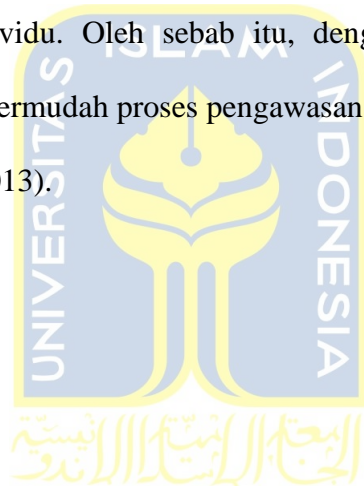 vidu. Oleh sebab itu, deng
ermudah proses pengawasan
013).
UNIVERSITAS ISLAM INDONESIA